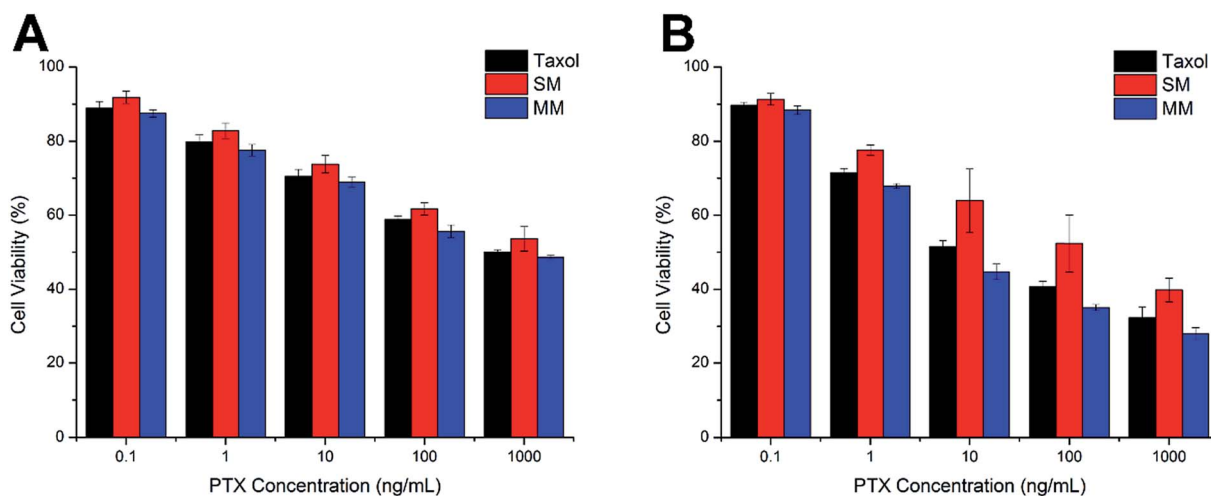 A
Taxol
SM
MM
100
80
60
40
20
0
Cell Viability (%)
0.1 1 10 100 1000
PTX Concentration (ng/mL)
B
Taxol
SM
MM
100
80
60
40
20
0
Cell Viability (%)
0.1 1 10 100 1000
PTX Concentration (ng/mL)